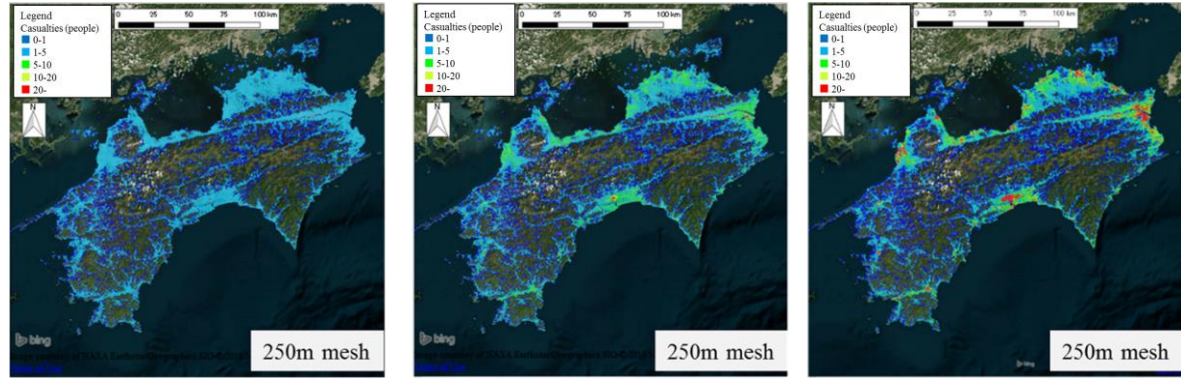 Legend
Casualties (people)
0-1
1-5
5-10
10-20
20-
0 25 50 75 100 km
N
bing
250m mesh
Legend
Casualties (people)
0-1
1-5
5-10
10-20
20-
0 25 50 75 100 km
N
bing
250m mesh
Legend
Casualties (people)
0-1
1-5
5-10
10-20
20-
0 25 50 75 100 km
N
bing
250m mesh